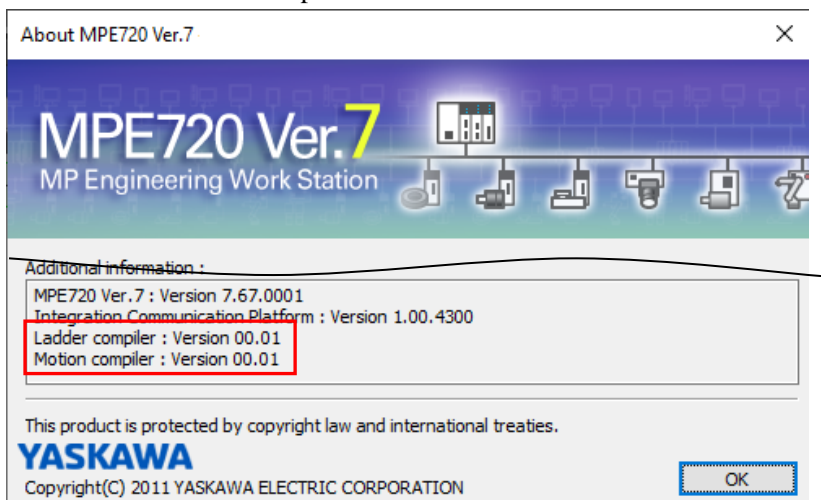 About MPE720 Ver.7
MPE720 Ver.7
MP Engineering Work Station
Additional information :
MPE720 Ver.7 : Version 7.67.0001
Integration Communication Platform : Version 1.00.4300
Ladder compiler : Version 00.01
Motion compiler : Version 00.01
This product is protected by copyright law and international treaties.
YASKAWA
Copyright(C) 2011 YASKAWA ELECTRIC CORPORATION
OK